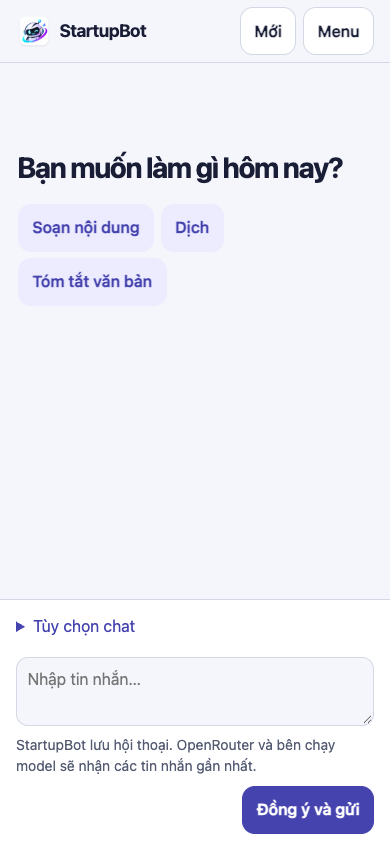 StartupBot
Mới
Menu
Bạn muốn làm gì hôm nay?
Soạn nội dung
Dịch
Tóm tắt văn bản
Tùy chọn chat
Nhập tin nhắn...
StartupBot lưu hội thoại. OpenRouter và bên chạy
model sẽ nhận các tin nhắn gần nhất.
Đồng ý và gửi